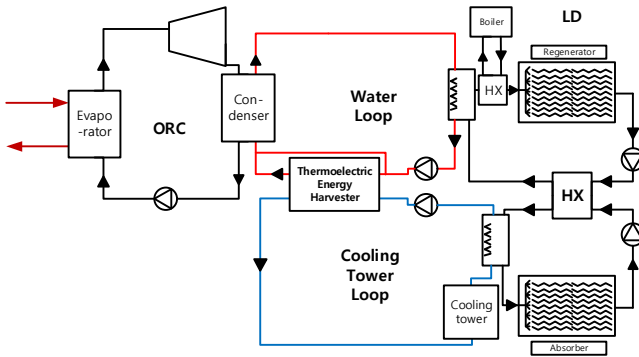 Boiler
LD
Regenerator
HX
Evapo
-rator
ORC
Con-
denser
Water
Loop
Thermoelectric
Energy
Harvester
HX
Cooling
Tower
Loop
Cooling
tower
Absorber